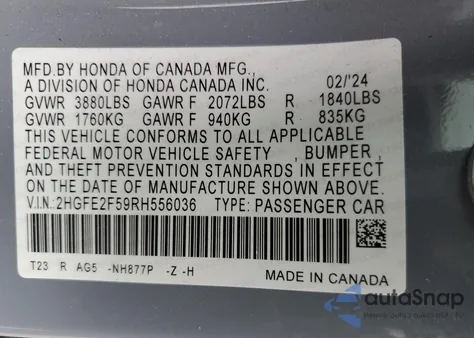 MFD.BY HONDA OF CANADA MFG.,
A DIVISION OF HONDA CANADA INC. 02/'24
GVWR 3880LBS GAWR F 2072LBS R 1840LBS
GVWR 1760KG GAWR F 940KG R 835KG
THIS VEHICLE CONFORMS TO ALL APPLICABLE
FEDERAL MOTOR VEHICLE SAFETY , BUMPER ,
AND THEFT PREVENTION STANDARDS IN EFFECT ON THE
DATE OF MANUFACTURE SHOWN ABOVE.
V.I.N.:2HGFE2F59RH556036 TYPE: PASSENGER CAR
T23 R AG5 -NH877P -Z -H
MADE IN CANADA
autoSnap